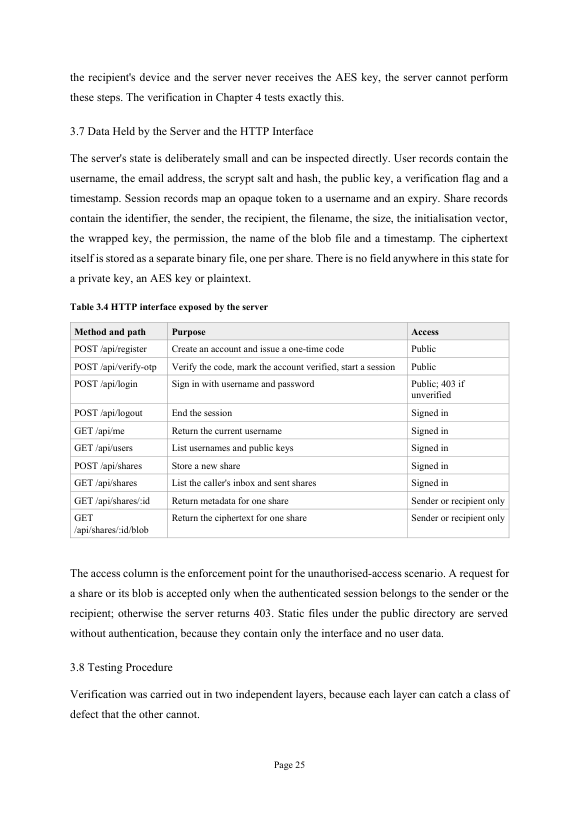 the recipient's device and the server never receives the AES key, the server cannot perform
these steps. The verification in Chapter 4 tests exactly this.
3.7 Data Held by the Server and the HTTP Interface
The server's state is deliberately small and can be inspected directly. User records contain the
username, the email address, the scrypt salt and hash, the public key, a verification flag and a
timestamp. Session records map an opaque token to a username and an expiry. Share records
contain the identifier, the sender, the recipient, the filename, the size, the initialisation vector,
the wrapped key, the permission, the name of the blob file and a timestamp. The ciphertext
itself is stored as a separate binary file, one per share. There is no field anywhere in this state for
a private key, an AES key or plaintext.
Table 3.4 HTTP interface exposed by the server
Method and path Purpose Access
POST /api/register Create an account and issue a one-time code Public
POST /api/verify-otp Verify the code, mark the account verified, start a session Public
POST /api/login Sign in with username and password Public; 403 if
unverified
POST /api/logout End the session Signed in
GET /api/me Return the current username Signed in
GET /api/users List usernames and public keys Signed in
POST /api/shares Store a new share Signed in
GET /api/shares List the caller's inbox and sent shares Signed in
GET /api/shares/:id Return metadata for one share Sender or recipient only
GET Return the ciphertext for one share Sender or recipient only
/api/shares/:id/blob
The access column is the enforcement point for the unauthorised-access scenario. A request for
a share or its blob is accepted only when the authenticated session belongs to the sender or the
recipient; otherwise the server returns 403. Static files under the public directory are served
without authentication, because they contain only the interface and no user data.
3.8 Testing Procedure
Verification was carried out in two independent layers, because each layer can catch a class of
defect that the other cannot.
Page 25